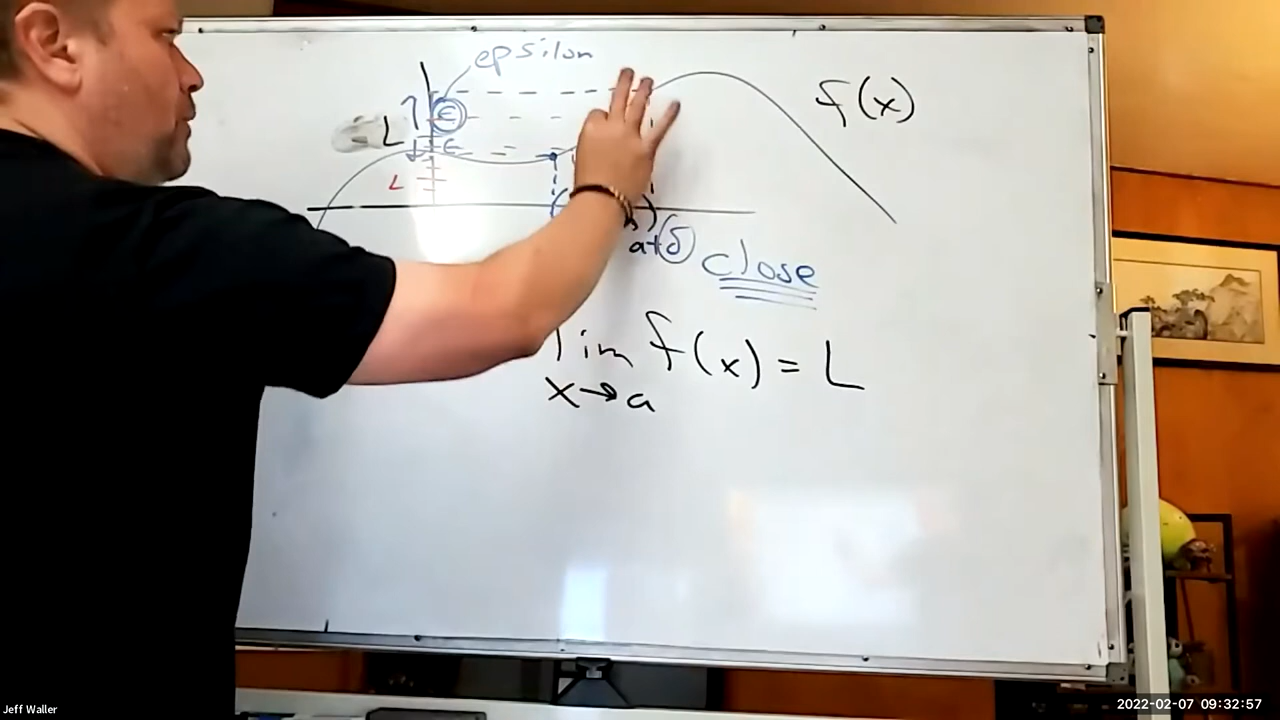 epsilon
f(x)
L ϵ
ϵ
L
a+δ close
lim f(x) = L
x→a
Jeff Waller
2022-02-07 09:32:57